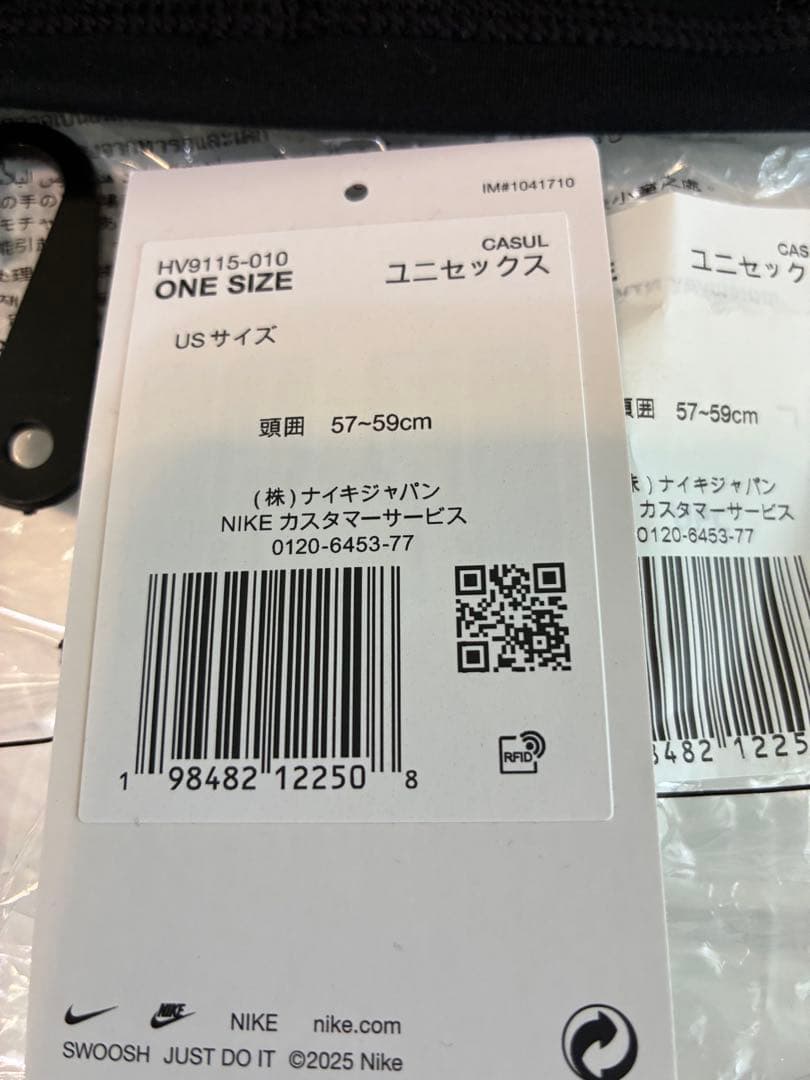 IM#1041710
HV9115-010
CASUL
ONE SIZE
ユニセックス
USサイズ
頭囲 57~59cm
(株)ナイキジャパン
NIKE カスタマーサービス
0120-6453-77
1 98482 12250 8
RFID
NIKE nike.com
SWOOSH JUST DO IT ©2025 Nike
CAS
ユニセック
囲 57~59cm
)ナイキジャパン
カスタマーサービス
0120-6453-77
8482 1225